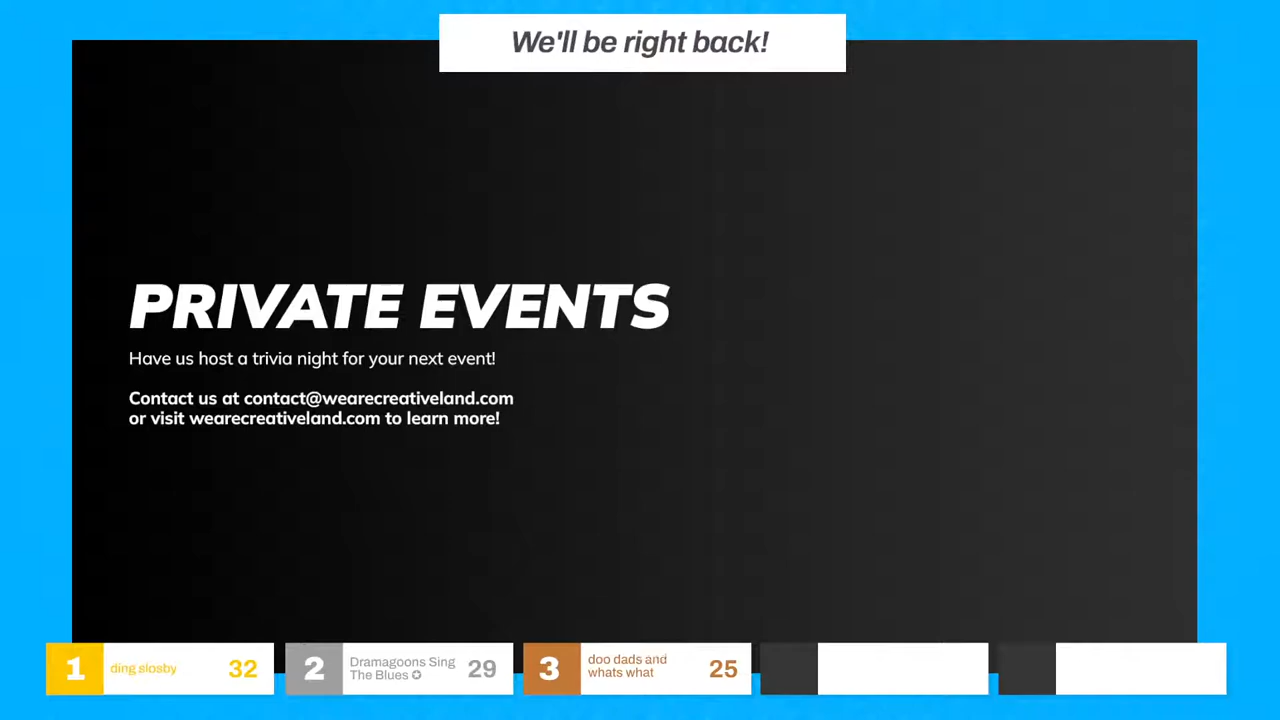 We'll be right back!
PRIVATE EVENTS
Have us host a trivia night for your next event!
Contact us at contact@wearecreativeland.com
or visit wearecreativeland.com to learn more!
1 ding slosby 32
2 Dramagoons Sing
The Blues ✪ 29
3 doo dads and
whats what 25